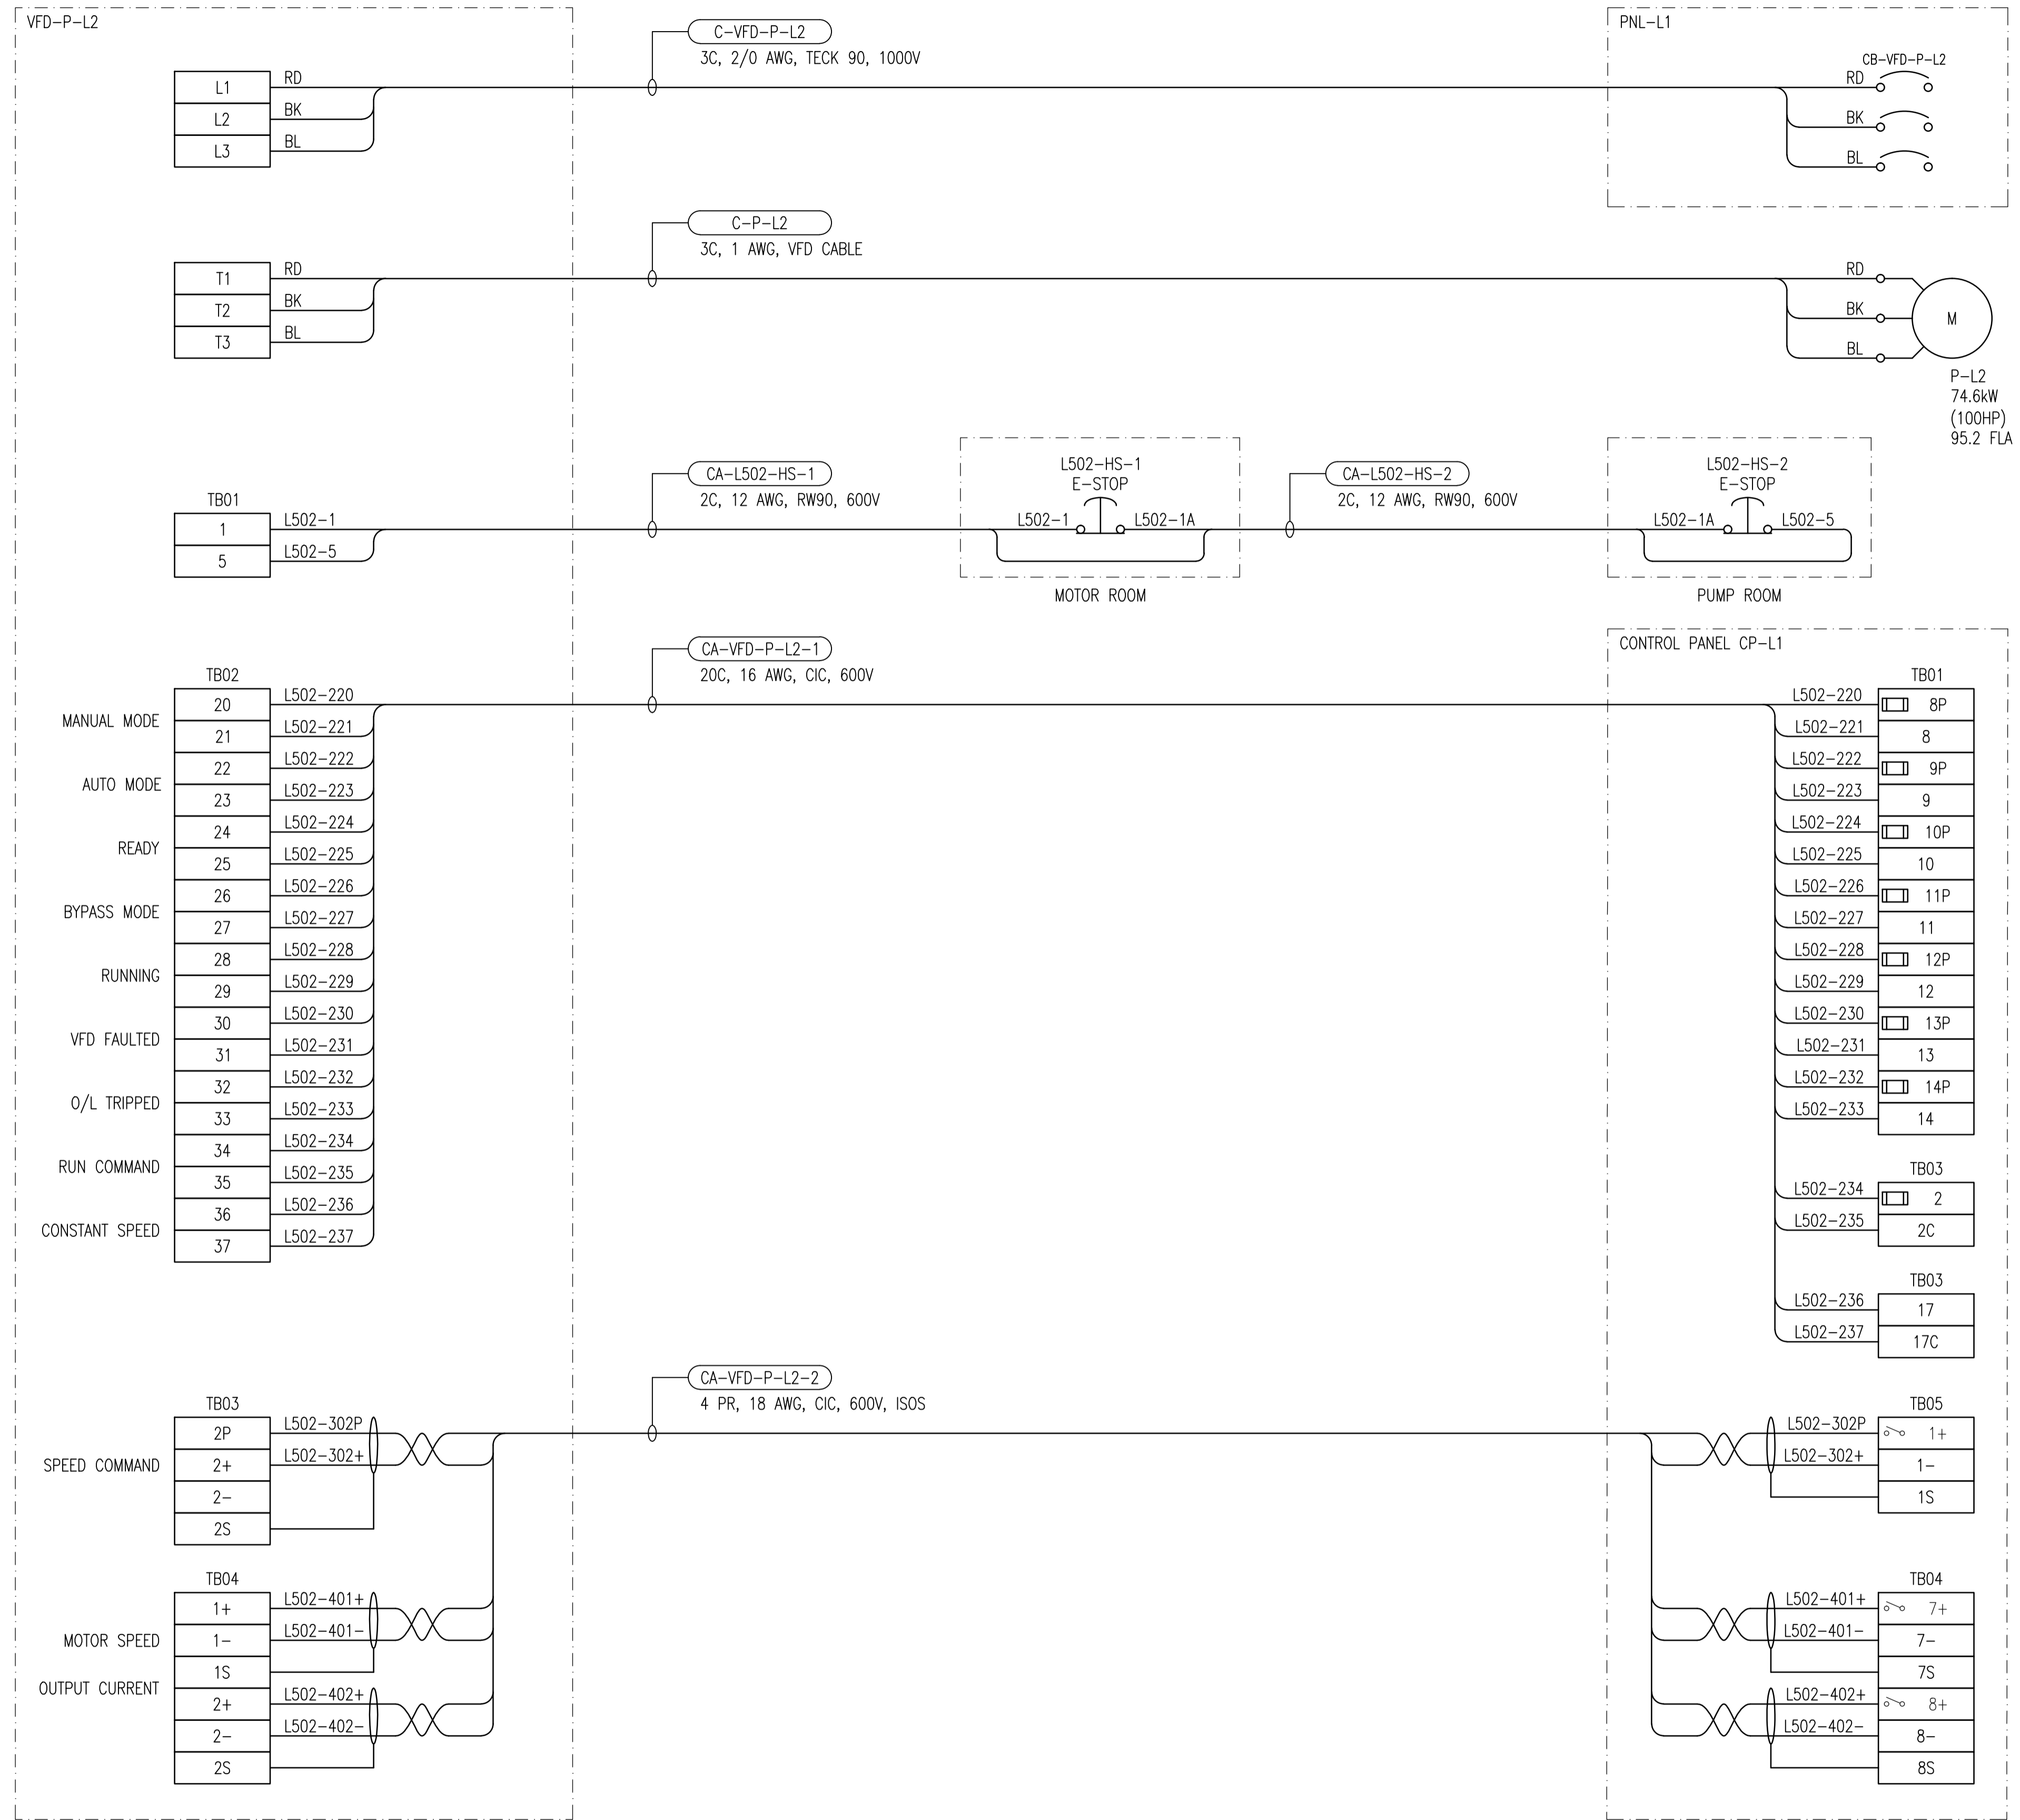 VFD-P-L2
C-VFD-P-L2
3C, 2/0 AWG, TECK 90, 1000V
PNL-L1
CB-VFD-P-L2
L1 RD
L2 BK
L3 BL
RD
BK
BL
C-P-L2
3C, 1 AWG, VFD CABLE
T1 RD
T2 BK
T3 BL
RD
BK
BL
M
P-L2
74.6kW
(100HP)
95.2 FLA
TB01
1 L502-1
5 L502-5
CA-L502-HS-1
2C, 12 AWG, RW90, 600V
L502-HS-1
E-STOP
L502-1 L502-1A
MOTOR ROOM
CA-L502-HS-2
2C, 12 AWG, RW90, 600V
L502-HS-2
E-STOP
L502-1A L502-5
PUMP ROOM
CA-VFD-P-L2-1
20C, 16 AWG, CIC, 600V
TB02
MANUAL MODE
20 L502-220
21 L502-221
AUTO MODE
22 L502-222
23 L502-223
READY
24 L502-224
25 L502-225
BYPASS MODE
26 L502-226
27 L502-227
RUNNING
28 L502-228
29 L502-229
VFD FAULTED
30 L502-230
31 L502-231
O/L TRIPPED
32 L502-232
33 L502-233
RUN COMMAND
34 L502-234
35 L502-235
CONSTANT SPEED
36 L502-236
37 L502-237
CONTROL PANEL CP-L1
TB01
L502-220 8P
L502-221 8
L502-222 9P
L502-223 9
L502-224 10P
L502-225 10
L502-226 11P
L502-227 11
L502-228 12P
L502-229 12
L502-230 13P
L502-231 13
L502-232 14P
L502-233 14
TB03
L502-234 2
L502-235 2C
TB03
L502-236 17
L502-237 17C
CA-VFD-P-L2-2
4 PR, 18 AWG, CIC, 600V, ISOS
TB03
SPEED COMMAND
2P L502-302P
2+ L502-302+
2-
2S
TB04
MOTOR SPEED
1+ L502-401+
1- L502-401-
1S
OUTPUT CURRENT
2+ L502-402+
2- L502-402-
2S
TB05
L502-302P 1+
L502-302+ 1-
1S
TB04
L502-401+ 7+
L502-401- 7-
7S
L502-402+ 8+
L502-402- 8-
8S